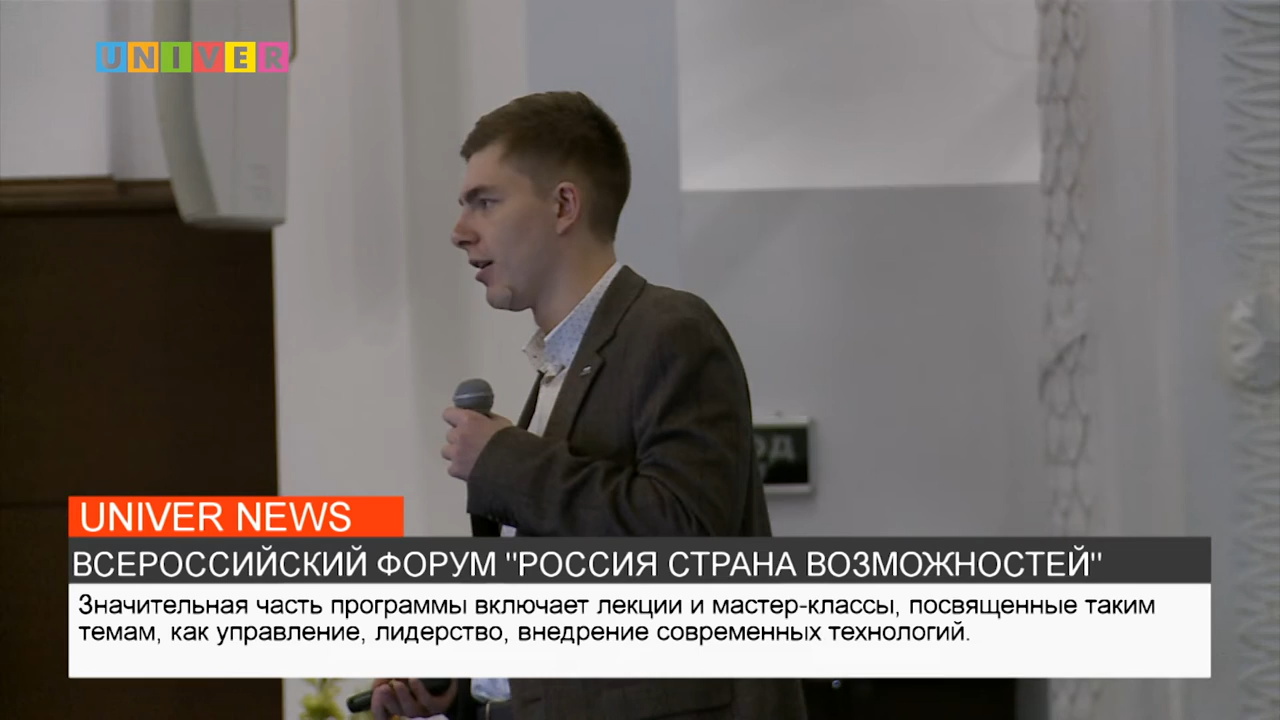 UNIVER
UNIVER NEWS
ВСЕРОССИЙСКИЙ ФОРУМ "РОССИЯ СТРАНА ВОЗМОЖНОСТЕЙ"
Значительная часть программы включает лекции и мастер-классы, посвященные таким
темам, как управление, лидерство, внедрение современных технологий.